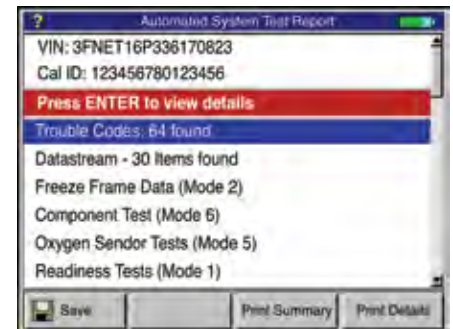 ?
Automated System Test Report
VIN: 3FNET16P336170823
Cal ID: 123456780123456
Press ENTER to view details
Trouble Codes: 64 found
Datastream - 30 Items found
Freeze Frame Data (Mode 2)
Component Test (Mode 6)
Oxygen Sendor Tests (Mode 5)
Readiness Tests (Mode 1)
Save
Print Summary
Print Details